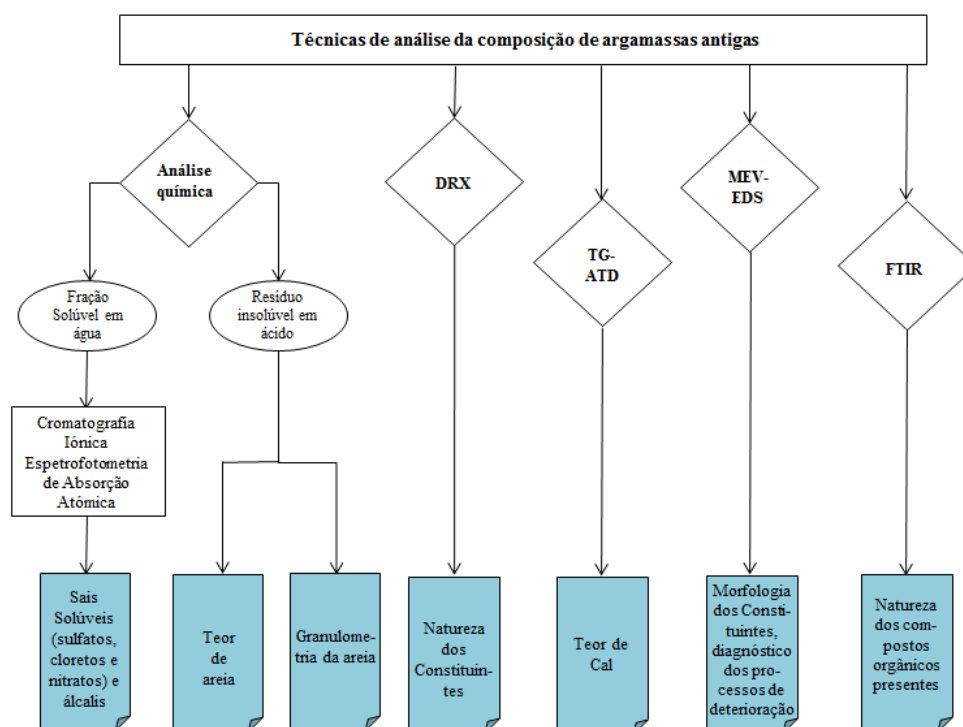 Técnicas de análise da composição de argamassas antigas
Análise
química
DRX
TG-
ATD
MEV-
EDS
FTIR
Fração
Solúvel em
água
Resíduo
insolúvel em
ácido
Cromatografia
Iónica
Espetrofotometria
de Absorção
Atómica
Sais
Solúveis
(sulfatos,
cloretos e
nitratos) e
álcalis
Teor
de
areia
Granulome-
tria da areia
Natureza
dos
Constituin-
tes
Teor de
Cal
Morfologia
dos Consti-
tuintes,
diagnóstico
dos pro-
cessos de
deterioração
Natureza
dos com-
postos
orgânicos
presentes